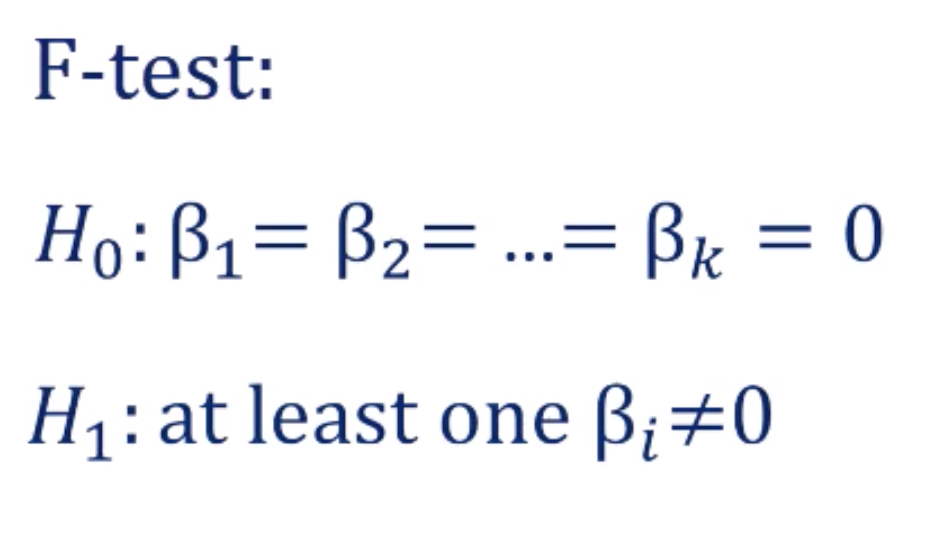 F-test:
H₀: β₁= β₂= ...= βₖ = 0
H₁: at least one βᵢ≠0